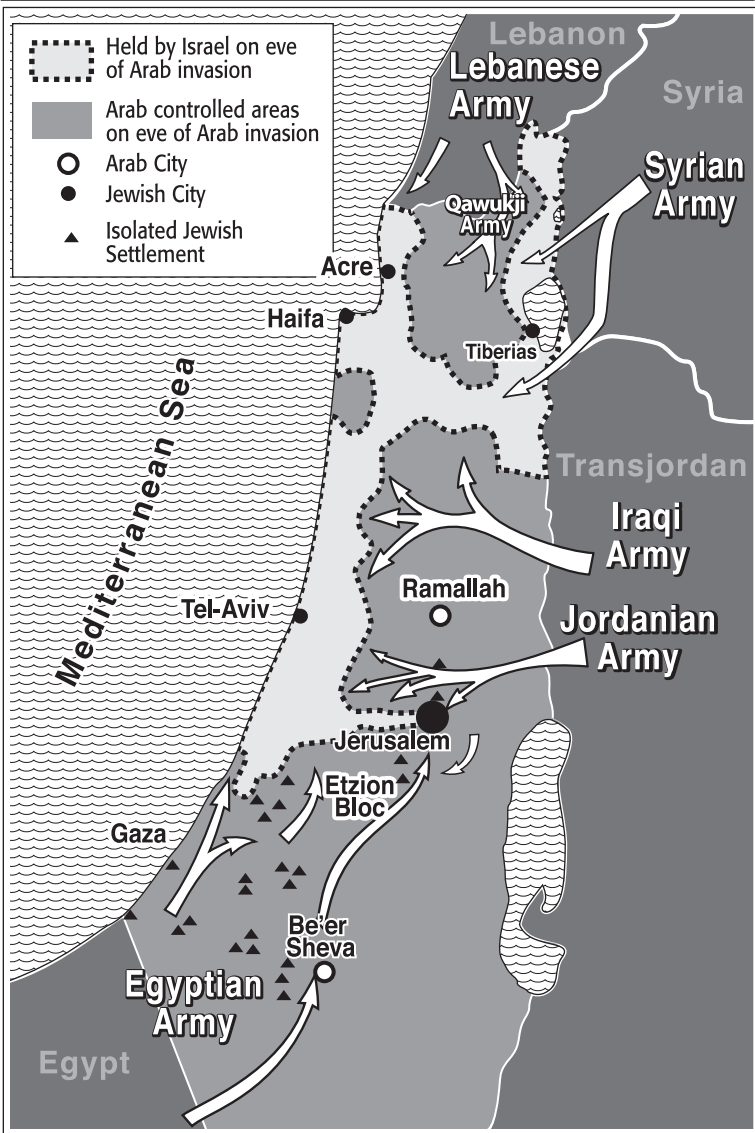 Held by Israel on eve
of Arab invasion
Arab controlled areas
on eve of Arab invasion
Arab City
Jewish City
Isolated Jewish
Settlement
Lebanon
Lebanese
Army
Syria
Syrian
Army
Qawukji
Army
Acre
Haifa
Tiberias
Mediterranean Sea
Transjordan
Iraqi
Army
Ramallah
Tel-Aviv
Jordanian
Army
Jerusalem
Etzion
Bloc
Gaza
Be'er
Sheva
Egyptian
Army
Egypt